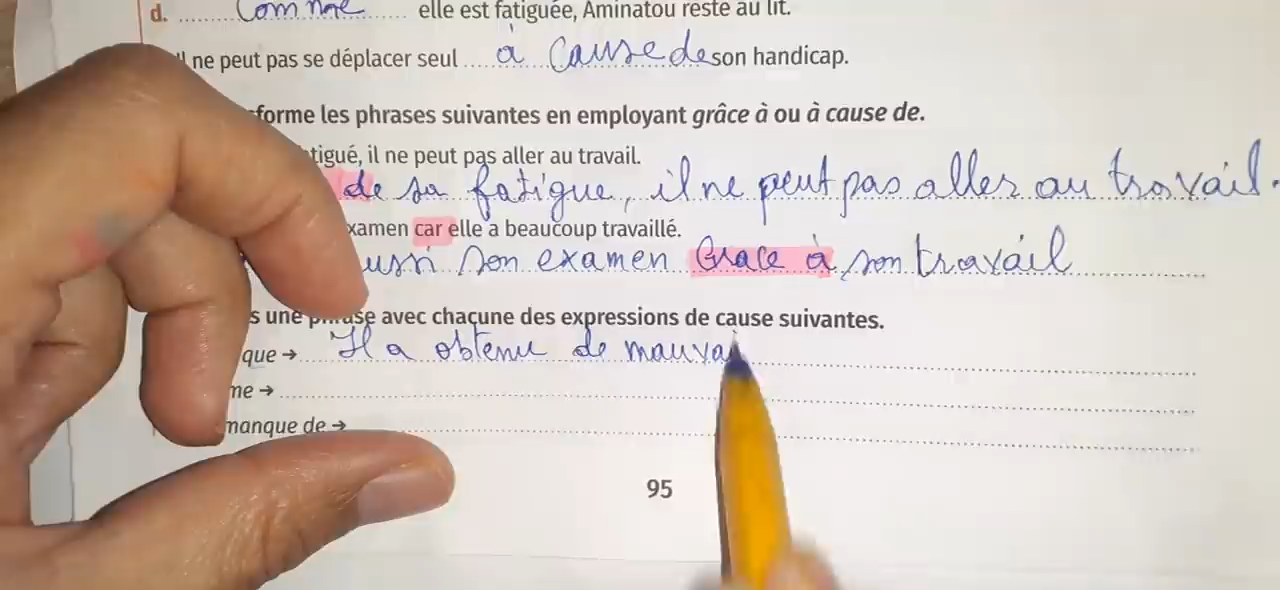 d. Comme elle est fatiguée, Aminatou reste au lit.
ne peut pas se déplacer seul à Cause de son handicap.
forme les phrases suivantes en employant grâce à ou à cause de.
tigué, il ne peut pas aller au travail.
de sa fatigue, il ne peut pas aller au travail.
xamen car elle a beaucoup travaillé.
ussi son examen Grace à son travail
s une phrase avec chacune des expressions de cause suivantes.
que → Il a obtenu de mauvai
me →
manque de →
95